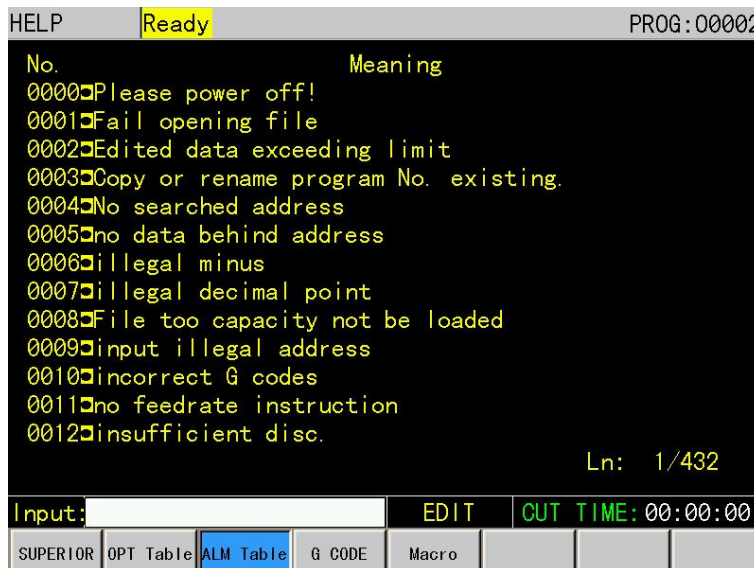 HELP Ready PROG:O0002
No. Meaning
0000◘Please power off!
0001◘Fail opening file
0002◘Edited data exceeding limit
0003◘Copy or rename program No. existing.
0004◘No searched address
0005◘no data behind address
0006◘illegal minus
0007◘illegal decimal point
0008◘File too capacity not be loaded
0009◘input illegal address
0010◘incorrect G codes
0011◘no feedrate instruction
0012◘insufficient disc.
Ln: 1/432
Input: EDIT CUT TIME:00:00:00
SUPERIOR OPT Table ALM Table G CODE Macro